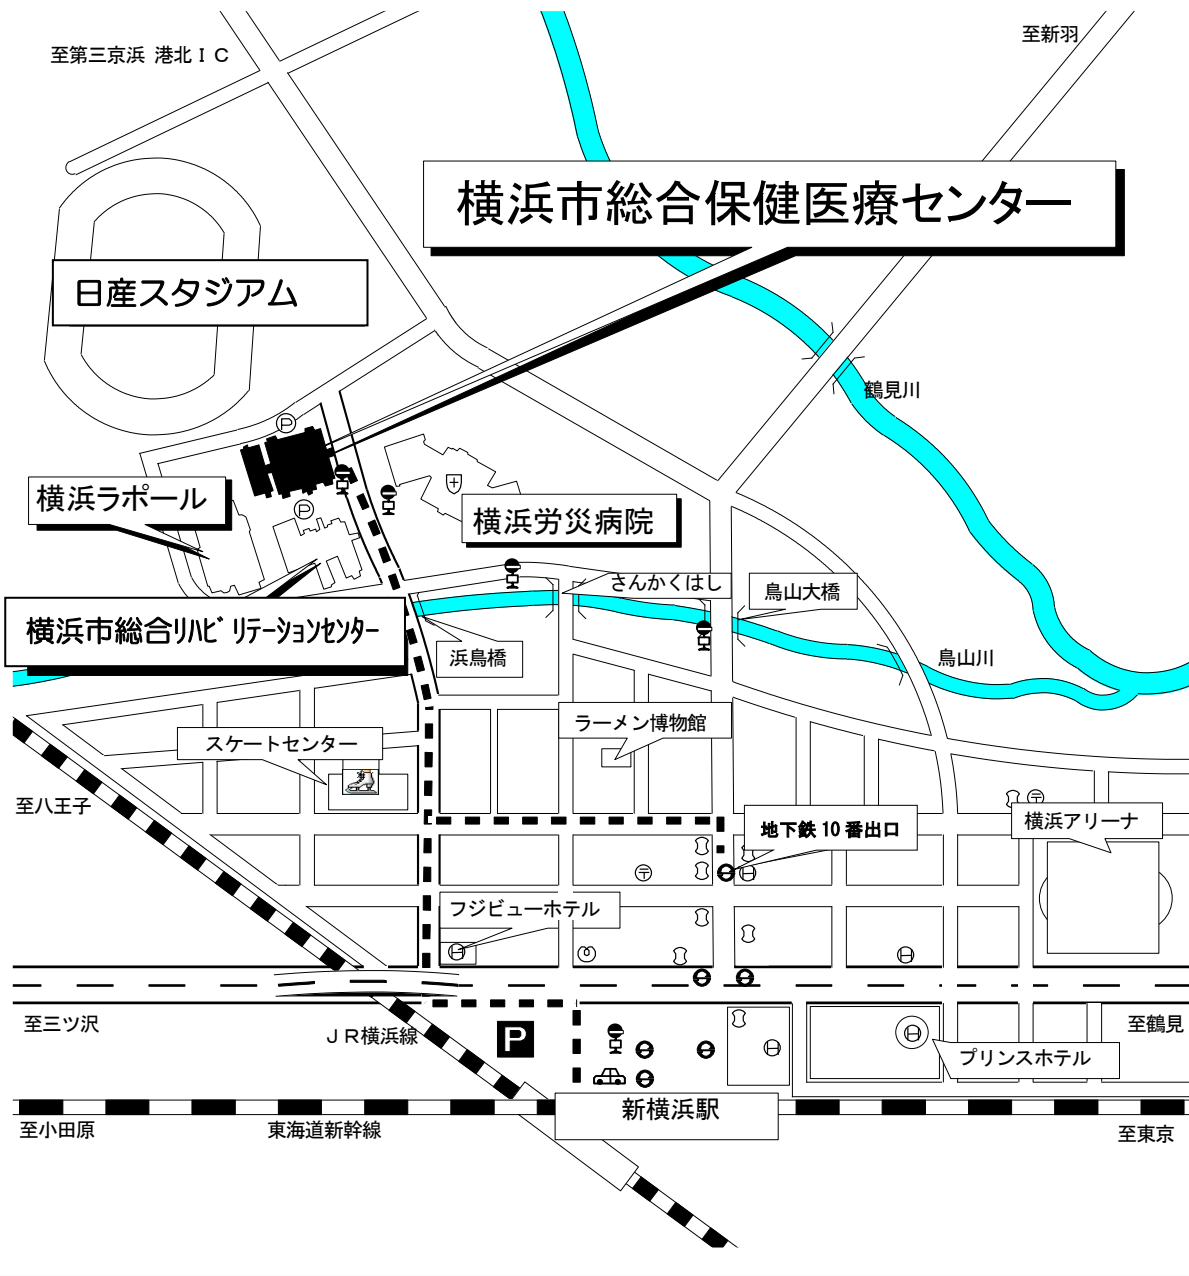 至第三京浜 港北ＩＣ
至新羽
横浜市総合保健医療センター
日産スタジアム
鶴見川
P
横浜ラポール
P
横浜労災病院
さんかくはし
鳥山大橋
横浜市総合ﾘﾊﾋﾞﾘﾃｰｼｮﾝｾﾝﾀｰ
浜鳥橋
鳥山川
ラーメン博物館
スケートセンター
至八王子
地下鉄10番出口
横浜アリーナ
フジビューホテル
至三ツ沢
ＪＲ横浜線
P
至鶴見
プリンスホテル
新横浜駅
至小田原
東海道新幹線
至東京